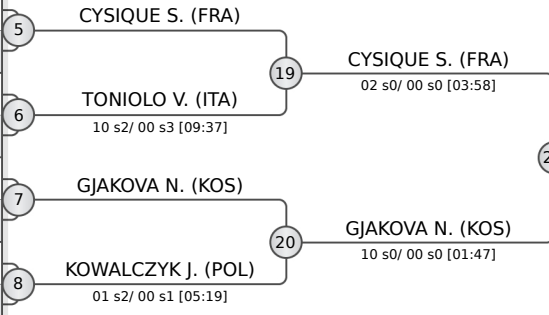 CYSIQUE S. (FRA)
5
19
CYSIQUE S. (FRA)
02 s0/ 00 s0 [03:58]
TONIOLO V. (ITA)
6
10 s2/ 00 s3 [09:37]
GJAKOVA N. (KOS)
7
20
GJAKOVA N. (KOS)
10 s0/ 00 s0 [01:47]
KOWALCZYK J. (POL)
8
01 s2/ 00 s1 [05:19]